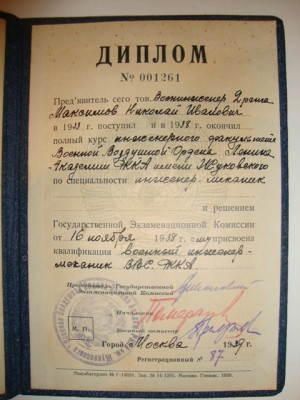 ДИПЛОМ
№ 001261
Пред'явитель сего тов. Военинженер 2 ранга
Максимов Николай Иванович
в 1933 г. поступил и в 1938 г. окончил
полный курс инженерного факультета
Военной Воздушной Ордена Ленина
Академии РККА имени Жуковского
по специальности инженер-механик
и решением
Государственной Экзаменационной Комиссии
от 16 ноября 1938 г. ему присвоена
квалификация военный инженер-
механик ВВС РККА
Председатель Государственной
Экзаменационной Комиссии
Начальник
Военный комиссар
М. П.
Город Москва 1939 г.
Регистрационный № 87